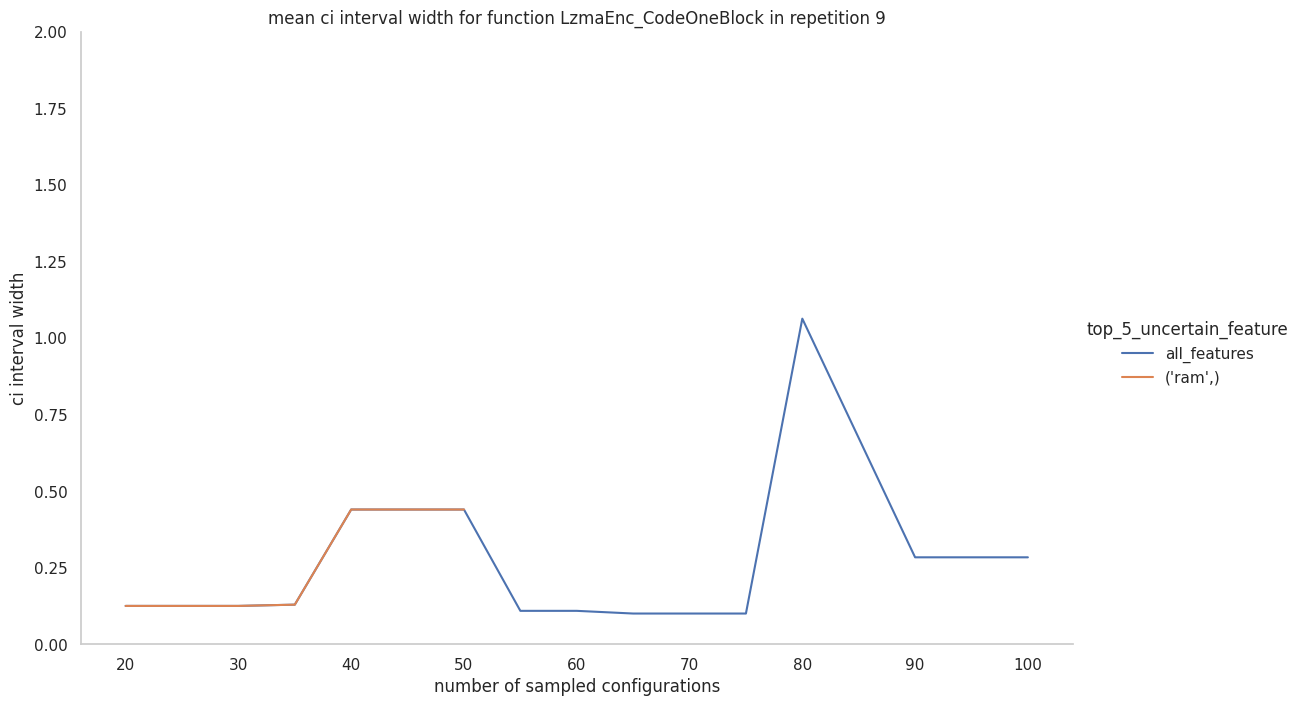 mean ci interval width for function LzmaEnc_CodeOneBlock in repetition 9
2.00
1.75
1.50
1.25
1.00
0.75
0.50
0.25
0.00
ci interval width
20 30 40 50 60 70 80 90 100
number of sampled configurations
top_5_uncertain_feature
all_features
('ram',)